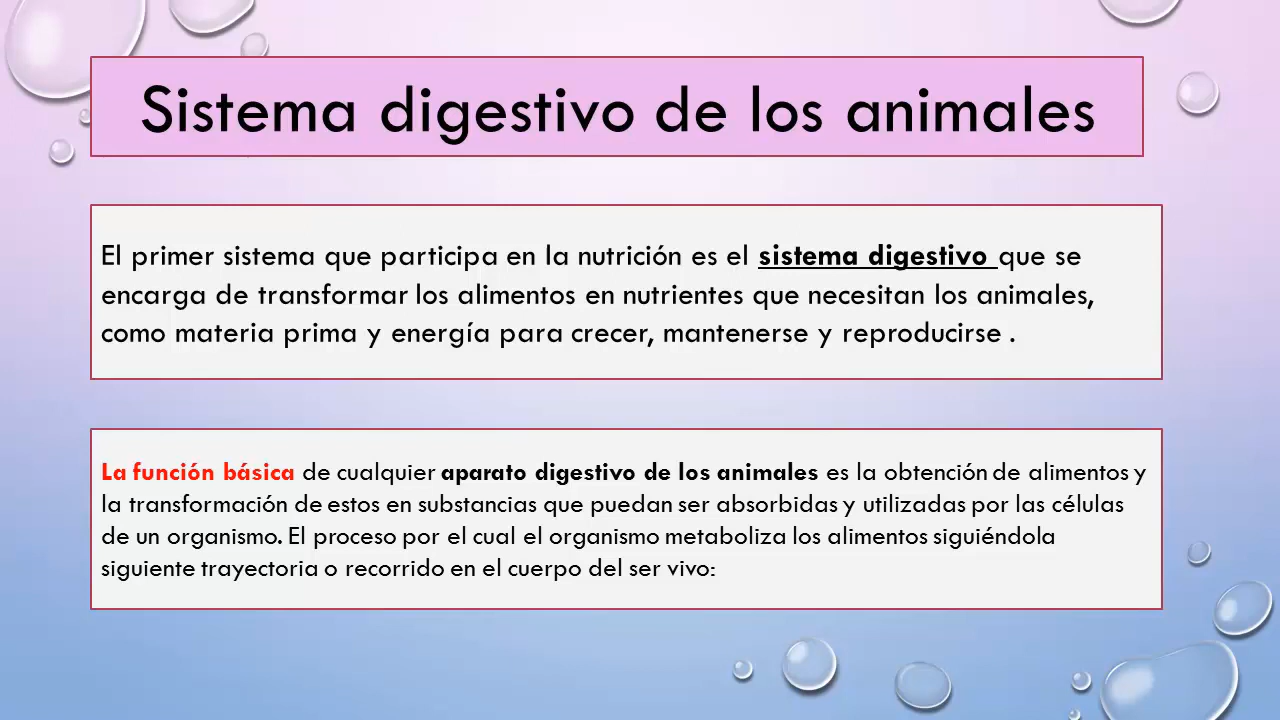 Sistema digestivo de los animales
El primer sistema que participa en la nutrición es el sistema digestivo que se
encarga de transformar los alimentos en nutrientes que necesitan los animales,
como materia prima y energía para crecer, mantenerse y reproducirse .
La función básica de cualquier aparato digestivo de los animales es la obtención de alimentos y
la transformación de estos en substancias que puedan ser absorbidas y utilizadas por las células
de un organismo. El proceso por el cual el organismo metaboliza los alimentos siguiéndola
siguiente trayectoria o recorrido en el cuerpo del ser vivo: